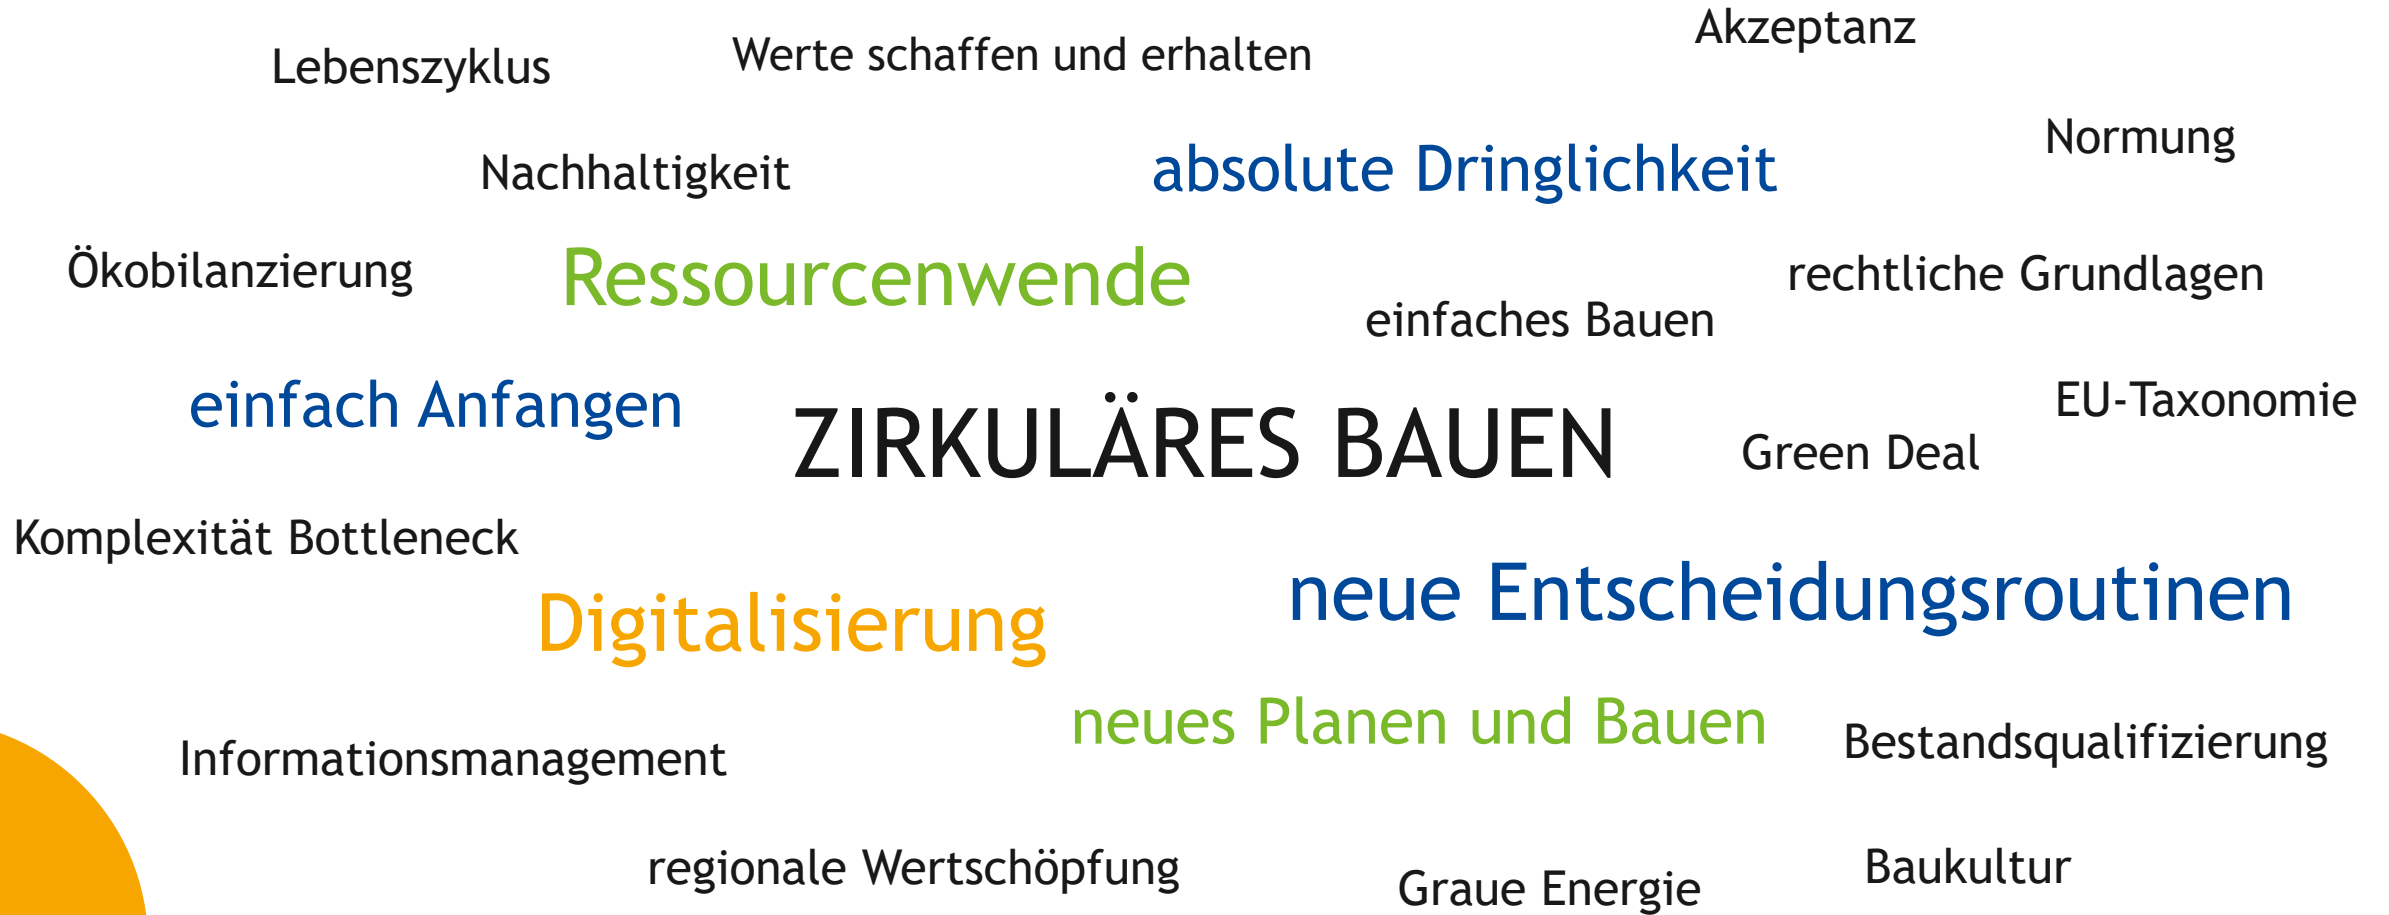 Akzeptanz
Werte schaffen und erhalten
Lebenszyklus
Normung
absolute Dringlichkeit
Nachhaltigkeit
Ökobilanzierung
Ressourcenwende
rechtliche Grundlagen
einfaches Bauen
einfach Anfangen
EU-Taxonomie
ZIRKULÄRES BAUEN
Green Deal
Komplexität Bottleneck
neue Entscheidungsroutinen
Digitalisierung
neues Planen und Bauen
Bestandsqualifizierung
Informationsmanagement
regionale Wertschöpfung
Baukultur
Graue Energie